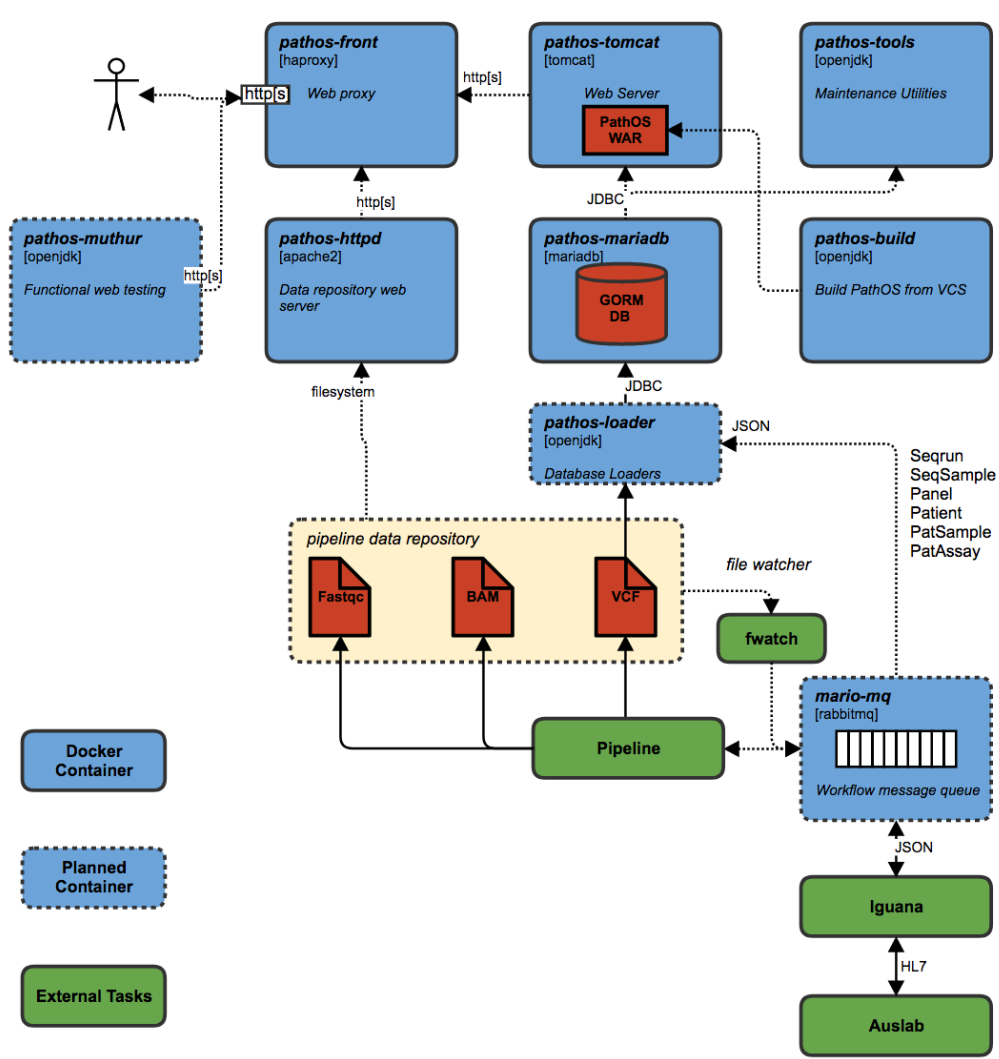 pathos-front
[haproxy]
Web proxy
http[s
http[s]
pathos-tomcat
[tomcat]
Web Server
PathOS
WAR
pathos-tools
[openjdk]
Maintenance Utilities
http[s]
JDBC
pathos-muthur
[openjdk]
Functional web testing
http[s]
pathos-httpd
[apache2]
Data repository web
server
pathos-mariadb
[mariadb]
GORM
DB
pathos-build
[openjdk]
Build PathOS from VCS
filesystem
JDBC
pathos-loader
[openjdk]
Database Loaders
JSON
Seqrun
SeqSample
Panel
Patient
PatSample
PatAssay
pipeline data repository
Fastqc
BAM
VCF
file watcher
fwatch
mario-mq
[rabbitmq]
Workflow message queue
Pipeline
JSON
Iguana
HL7
Auslab
Docker
Container
Planned
Container
External Tasks